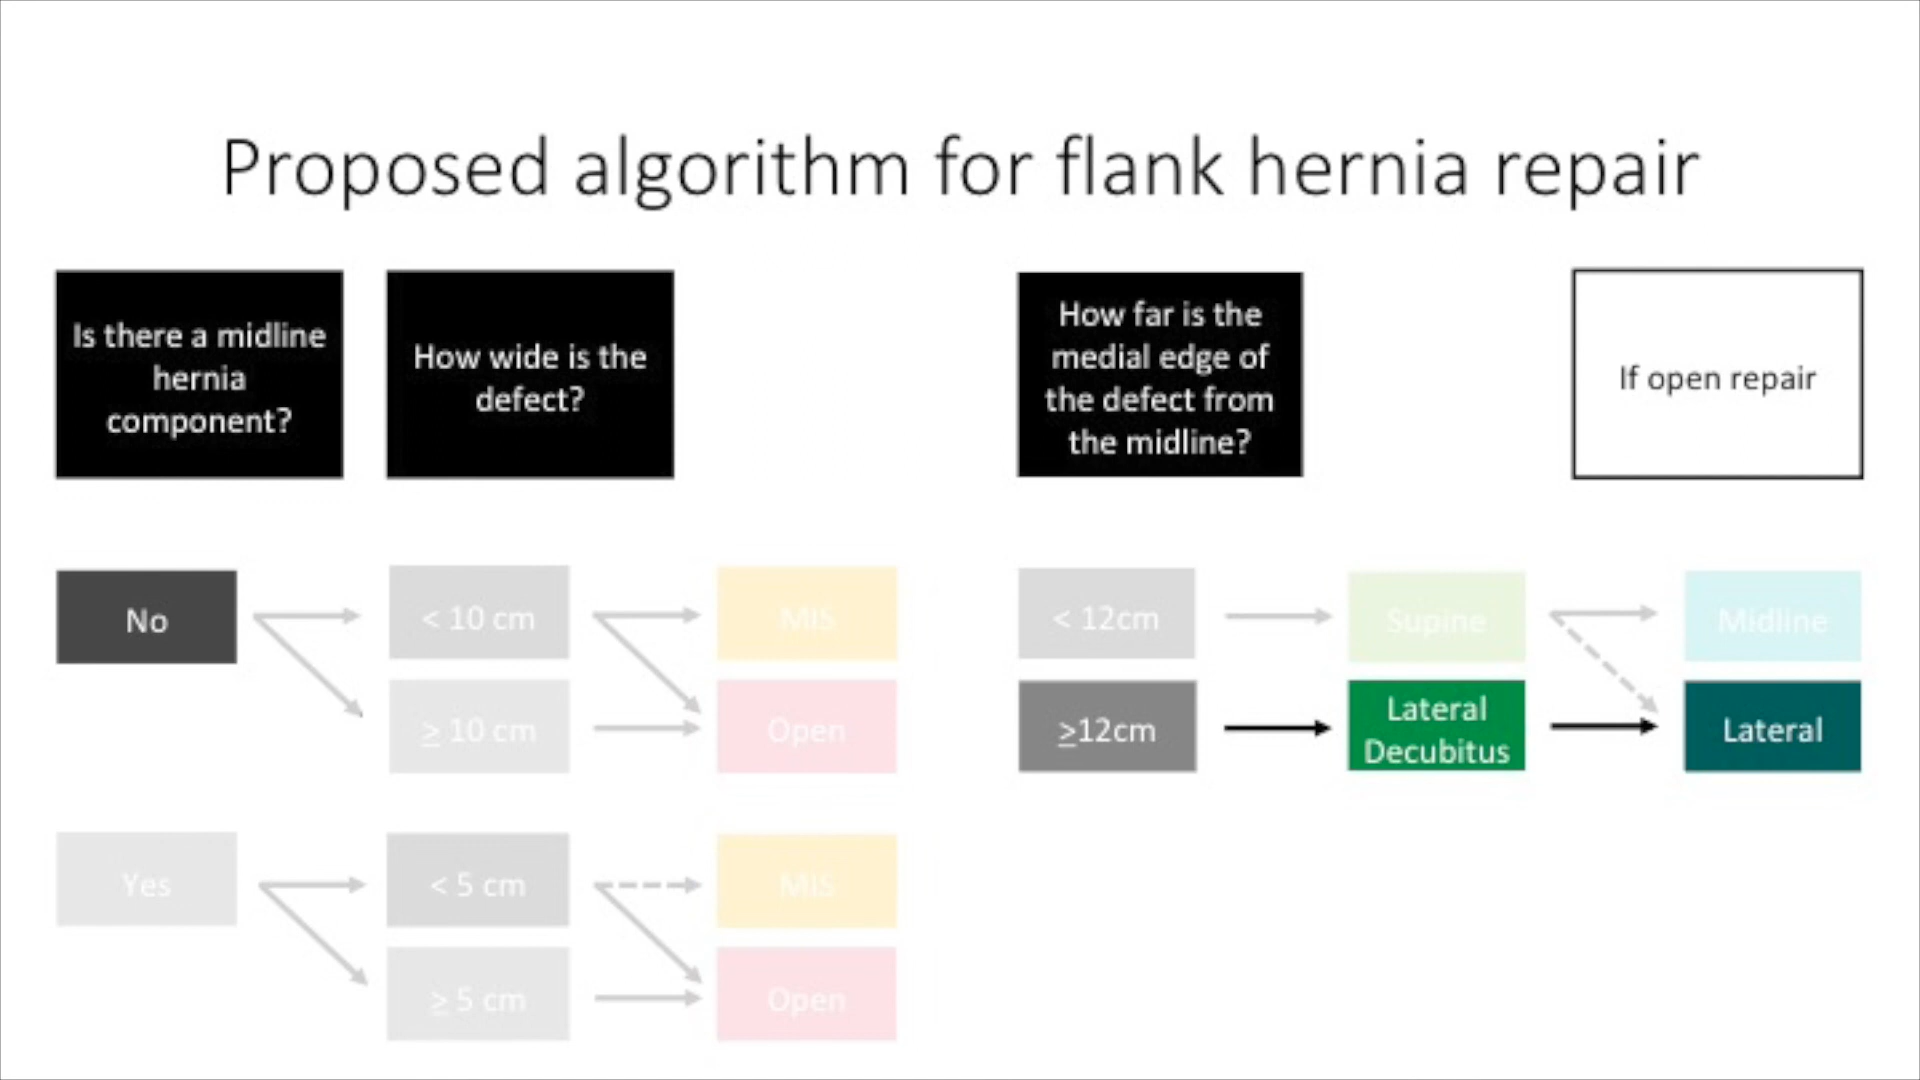 Proposed algorithm for flank hernia repair
Is there a midline
hernia
component?
How wide is the
defect?
How far is the
medial edge of
the defect from
the midline?
If open repair
No
< 10 cm
MIS
≥ 10 cm
Open
< 12cm
Supine
Midline
≥12cm
Lateral
Decubitus
Lateral
Yes
< 5 cm
MIS
≥ 5 cm
Open